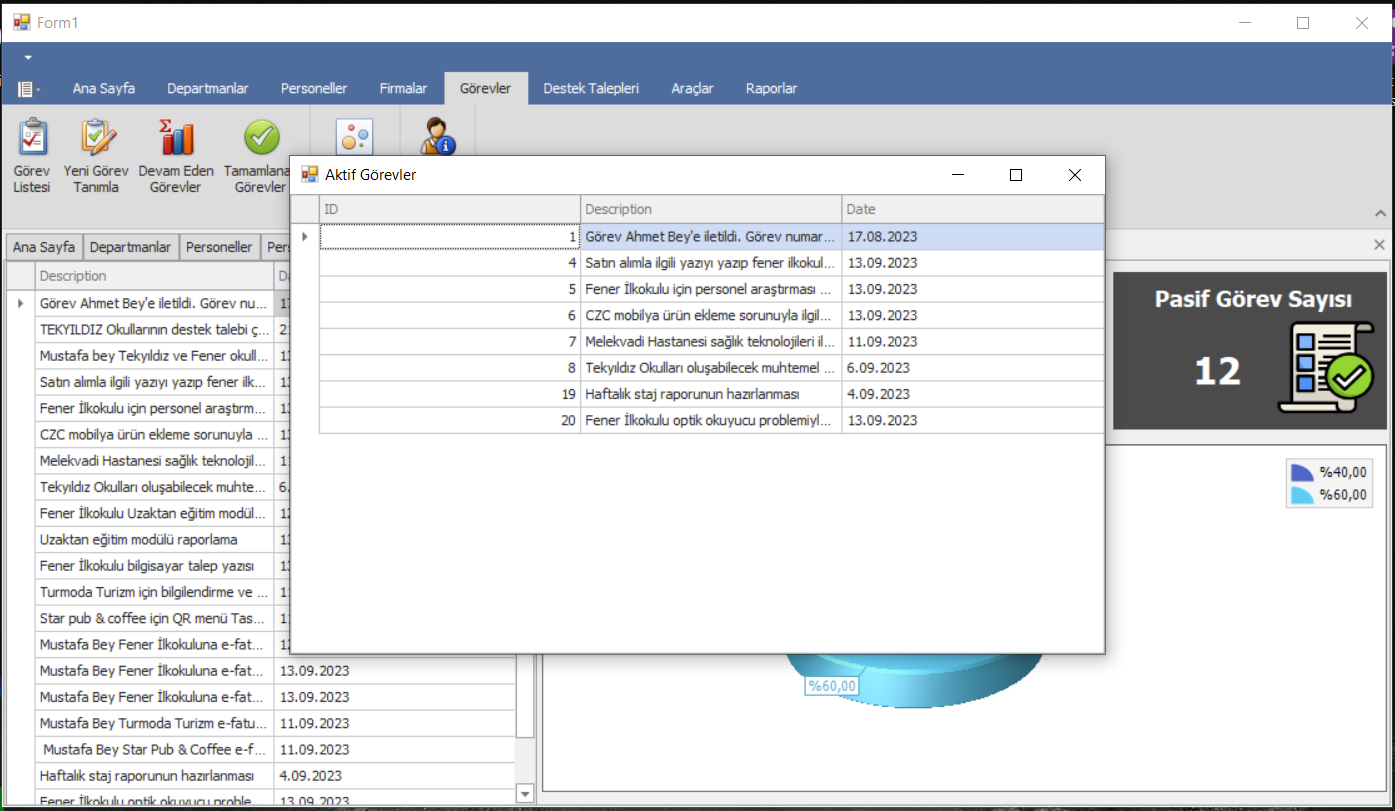 Form1
Ana Sayfa Departmanlar Personeller Firmalar Görevler Destek Talepleri Araçlar Raporlar
Görev Listesi
Yeni Görev Tanımla
Devam Eden Görevler
Tamamlana
Görevler
Ana Sayfa Departmanlar Personeller Pers
Description
Görev Ahmet Bey'e iletildi. Görev nu... 17
TEKYILDIZ Okullarının destek talebi ç... 2
Mustafa bey Tekyıldız ve Fener okull... 1
Satın alımla ilgili yazıyı yazıp fener ilk... 1
Fener İlkokulu için personel araştırm... 1
CZC mobilya ürün ekleme sorunuyla ... 1
Melekvadi Hastanesi sağlık teknolojil... 1
Tekyıldız Okulları oluşabilecek muhte... 6.
Fener İlkokulu Uzaktan eğitim modül... 12
Uzaktan eğitim modülü raporlama 1
Fener İlkokulu bilgisayar talep yazısı 1
Turmoda Turizm için bilgilendirme ve ... 1
Star pub & coffee için QR menü Tas... 1
Mustafa Bey Fener İlkokuluna e-fat... 12
Mustafa Bey Fener İlkokuluna e-fat... 13.09.2023
Mustafa Bey Fener İlkokuluna e-fat... 13.09.2023
Mustafa Bey Turmoda Turizm e-fatu... 11.09.2023
Mustafa Bey Star Pub & Coffee e-f... 11.09.2023
Haftalık staj raporunun hazırlanması 4.09.2023
Fener İlkokulu optik okuyucu proble... 13.09.2023
Aktif Görevler
ID Description Date
1 Görev Ahmet Bey'e iletildi. Görev numar... 17.08.2023
4 Satın alımla ilgili yazıyı yazıp fener ilkokul... 13.09.2023
5 Fener İlkokulu için personel araştırması ... 13.09.2023
6 CZC mobilya ürün ekleme sorunuyla ilgil... 13.09.2023
7 Melekvadi Hastanesi sağlık teknolojileri il... 11.09.2023
8 Tekyıldız Okulları oluşabilecek muhtemel ... 6.09.2023
19 Haftalık staj raporunun hazırlanması 4.09.2023
20 Fener İlkokulu optik okuyucu problemiyl... 13.09.2023
Pasif Görev Sayısı
12
%40,00
%60,00
%60,00